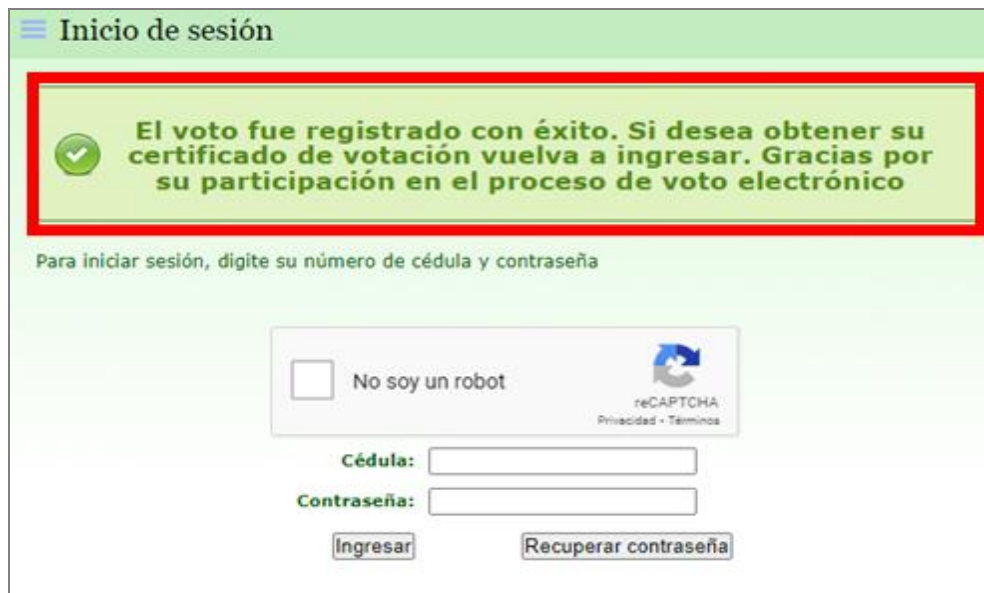 Inicio de sesión
El voto fue registrado con éxito. Si desea obtener su
certificado de votación vuelva a ingresar. Gracias por
su participación en el proceso de voto electrónico
Para iniciar sesión, digite su número de cédula y contraseña
No soy un robot
reCAPTCHA
Privacidad - Términos
Cédula:
Contraseña:
Ingresar Recuperar contraseña